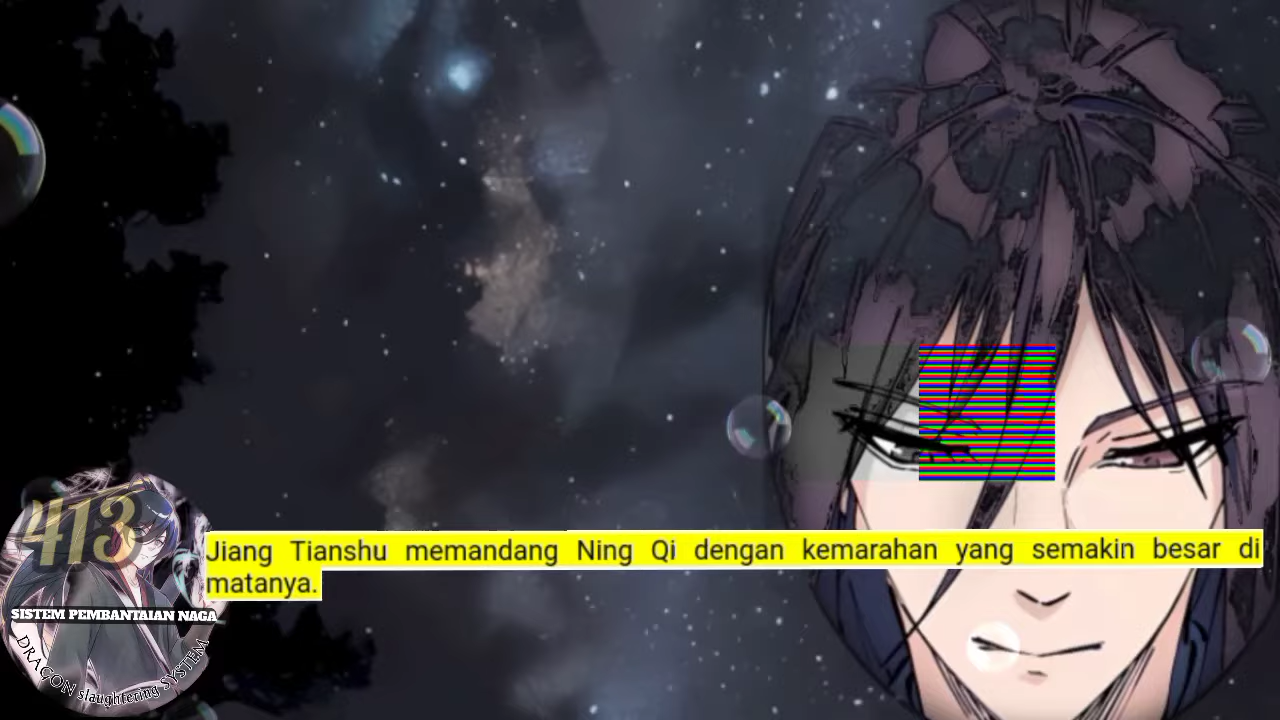 413
Jiang Tianshu memandang Ning Qi dengan kemarahan yang semakin besar di
matanya.
SISTEM PEMBANTAIAN NAGA
DRAGON slaughtering SYSTEM